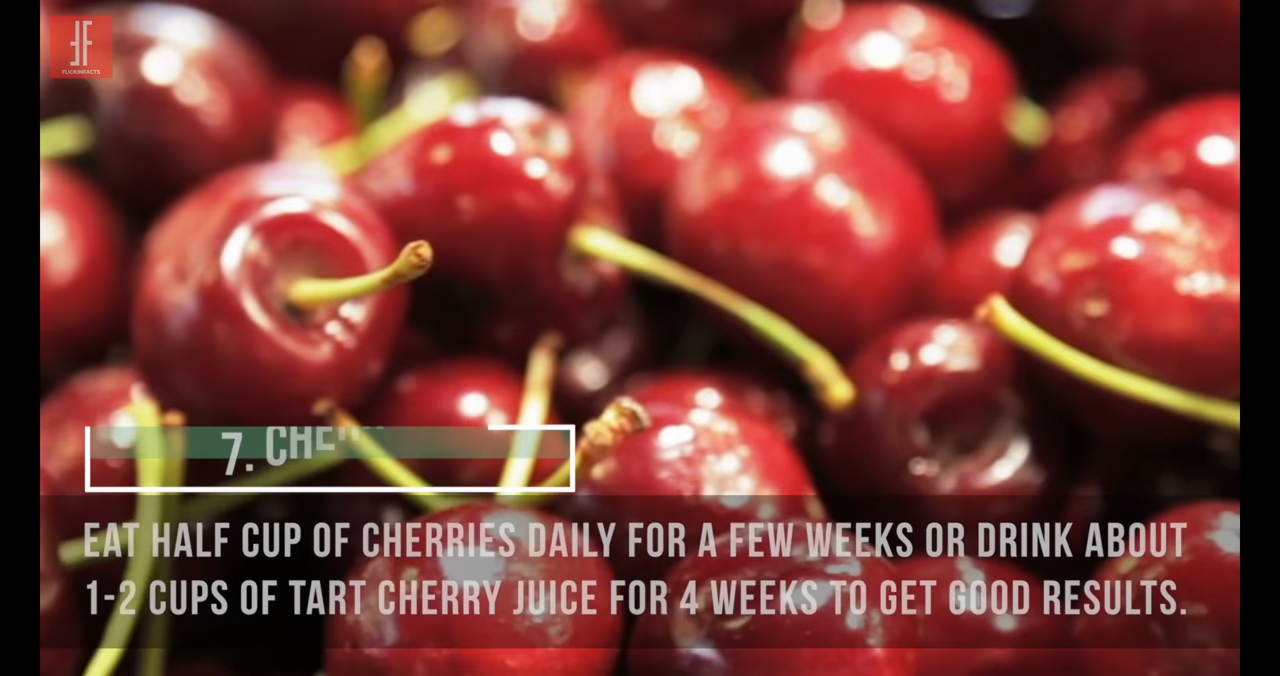 FLICKINFACTS
7.
EAT HALF CUP OF CHERRIES DAILY FOR A FEW WEEKS OR DRINK ABOUT
1-2 CUPS OF TART CHERRY JUICE FOR 4 WEEKS TO GET GOOD RESULTS.